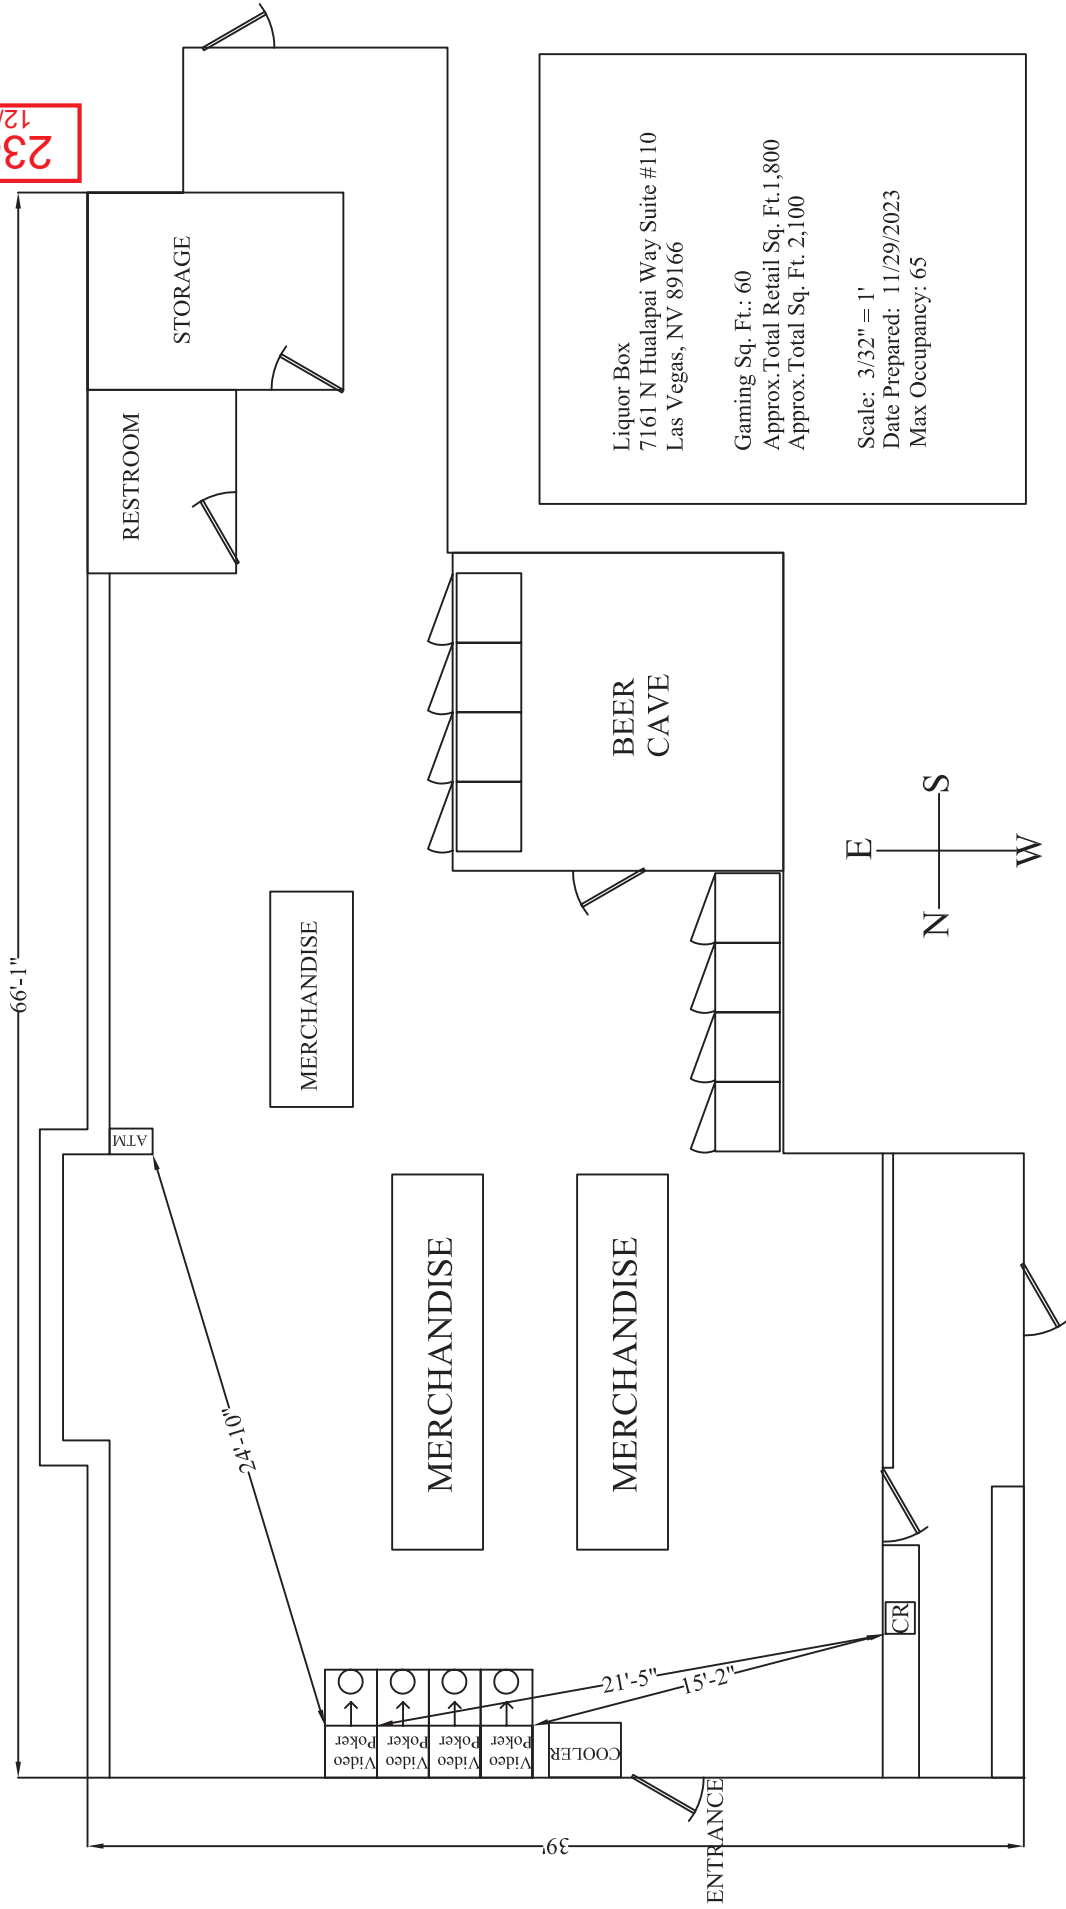 23
12/
66'-1"
STORAGE
RESTROOM
Liquor Box
7161 N Hualapai Way Suite #110
Las Vegas, NV 89166
Gaming Sq. Ft.: 60
Approx.Total Retail Sq. Ft.1,800
Approx.Total Sq. Ft. 2,100
Scale: 3/32" = 1'
Date Prepared: 11/29/2023
Max Occupancy: 65
BEER
CAVE
E
N
S
W
MERCHANDISE
ATM
24'-10"
MERCHANDISE
MERCHANDISE
Video
Poker
Video
Poker
Video
Poker
Video
Poker
COOLER
21'-5"
15'-2"
CR
ENTRANCE
39'